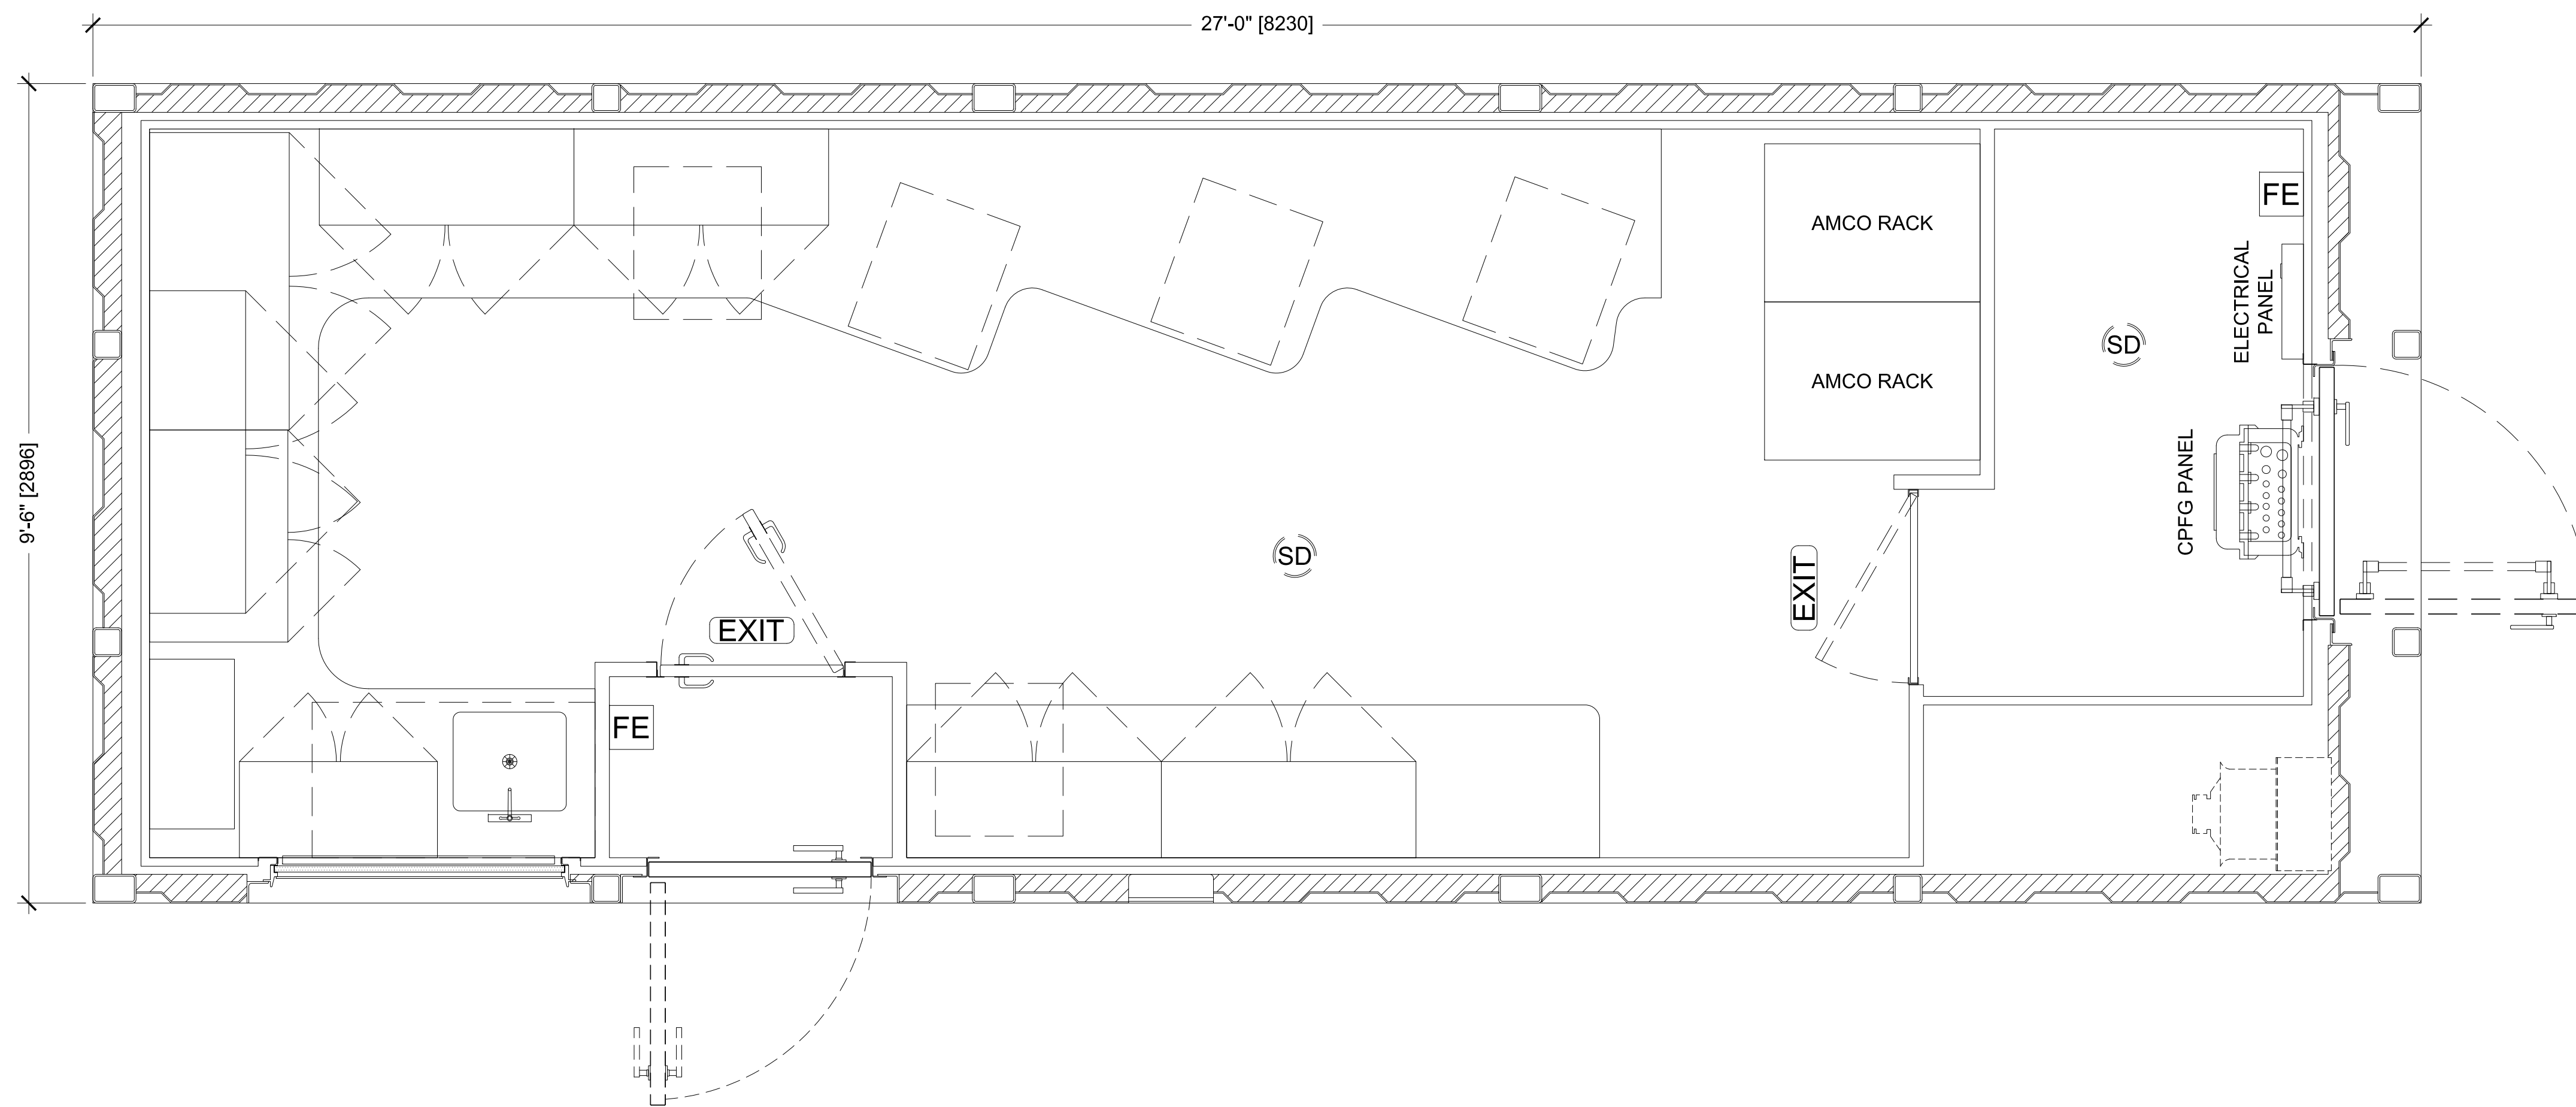 27'-0" [8230]
9'-6" [2896]
AMCO RACK
AMCO RACK
FE
ELECTRICAL
PANEL
SD
CPFG PANEL
SD
EXIT
EXIT
FE